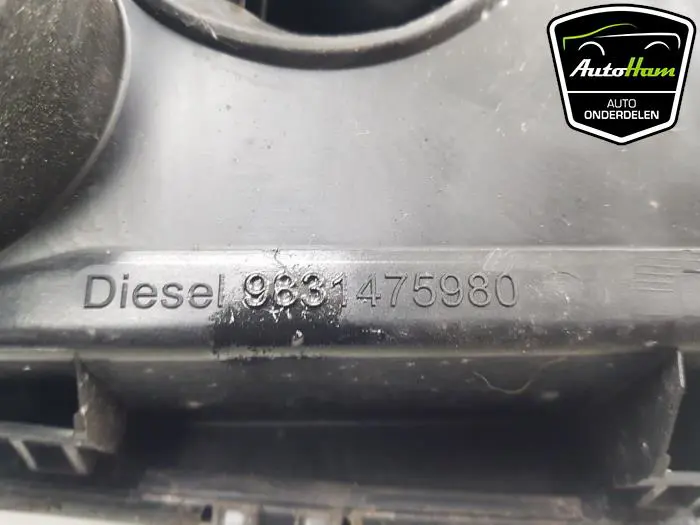 AutoHam
AUTO
ONDERDELEN
Diesel 9831475980